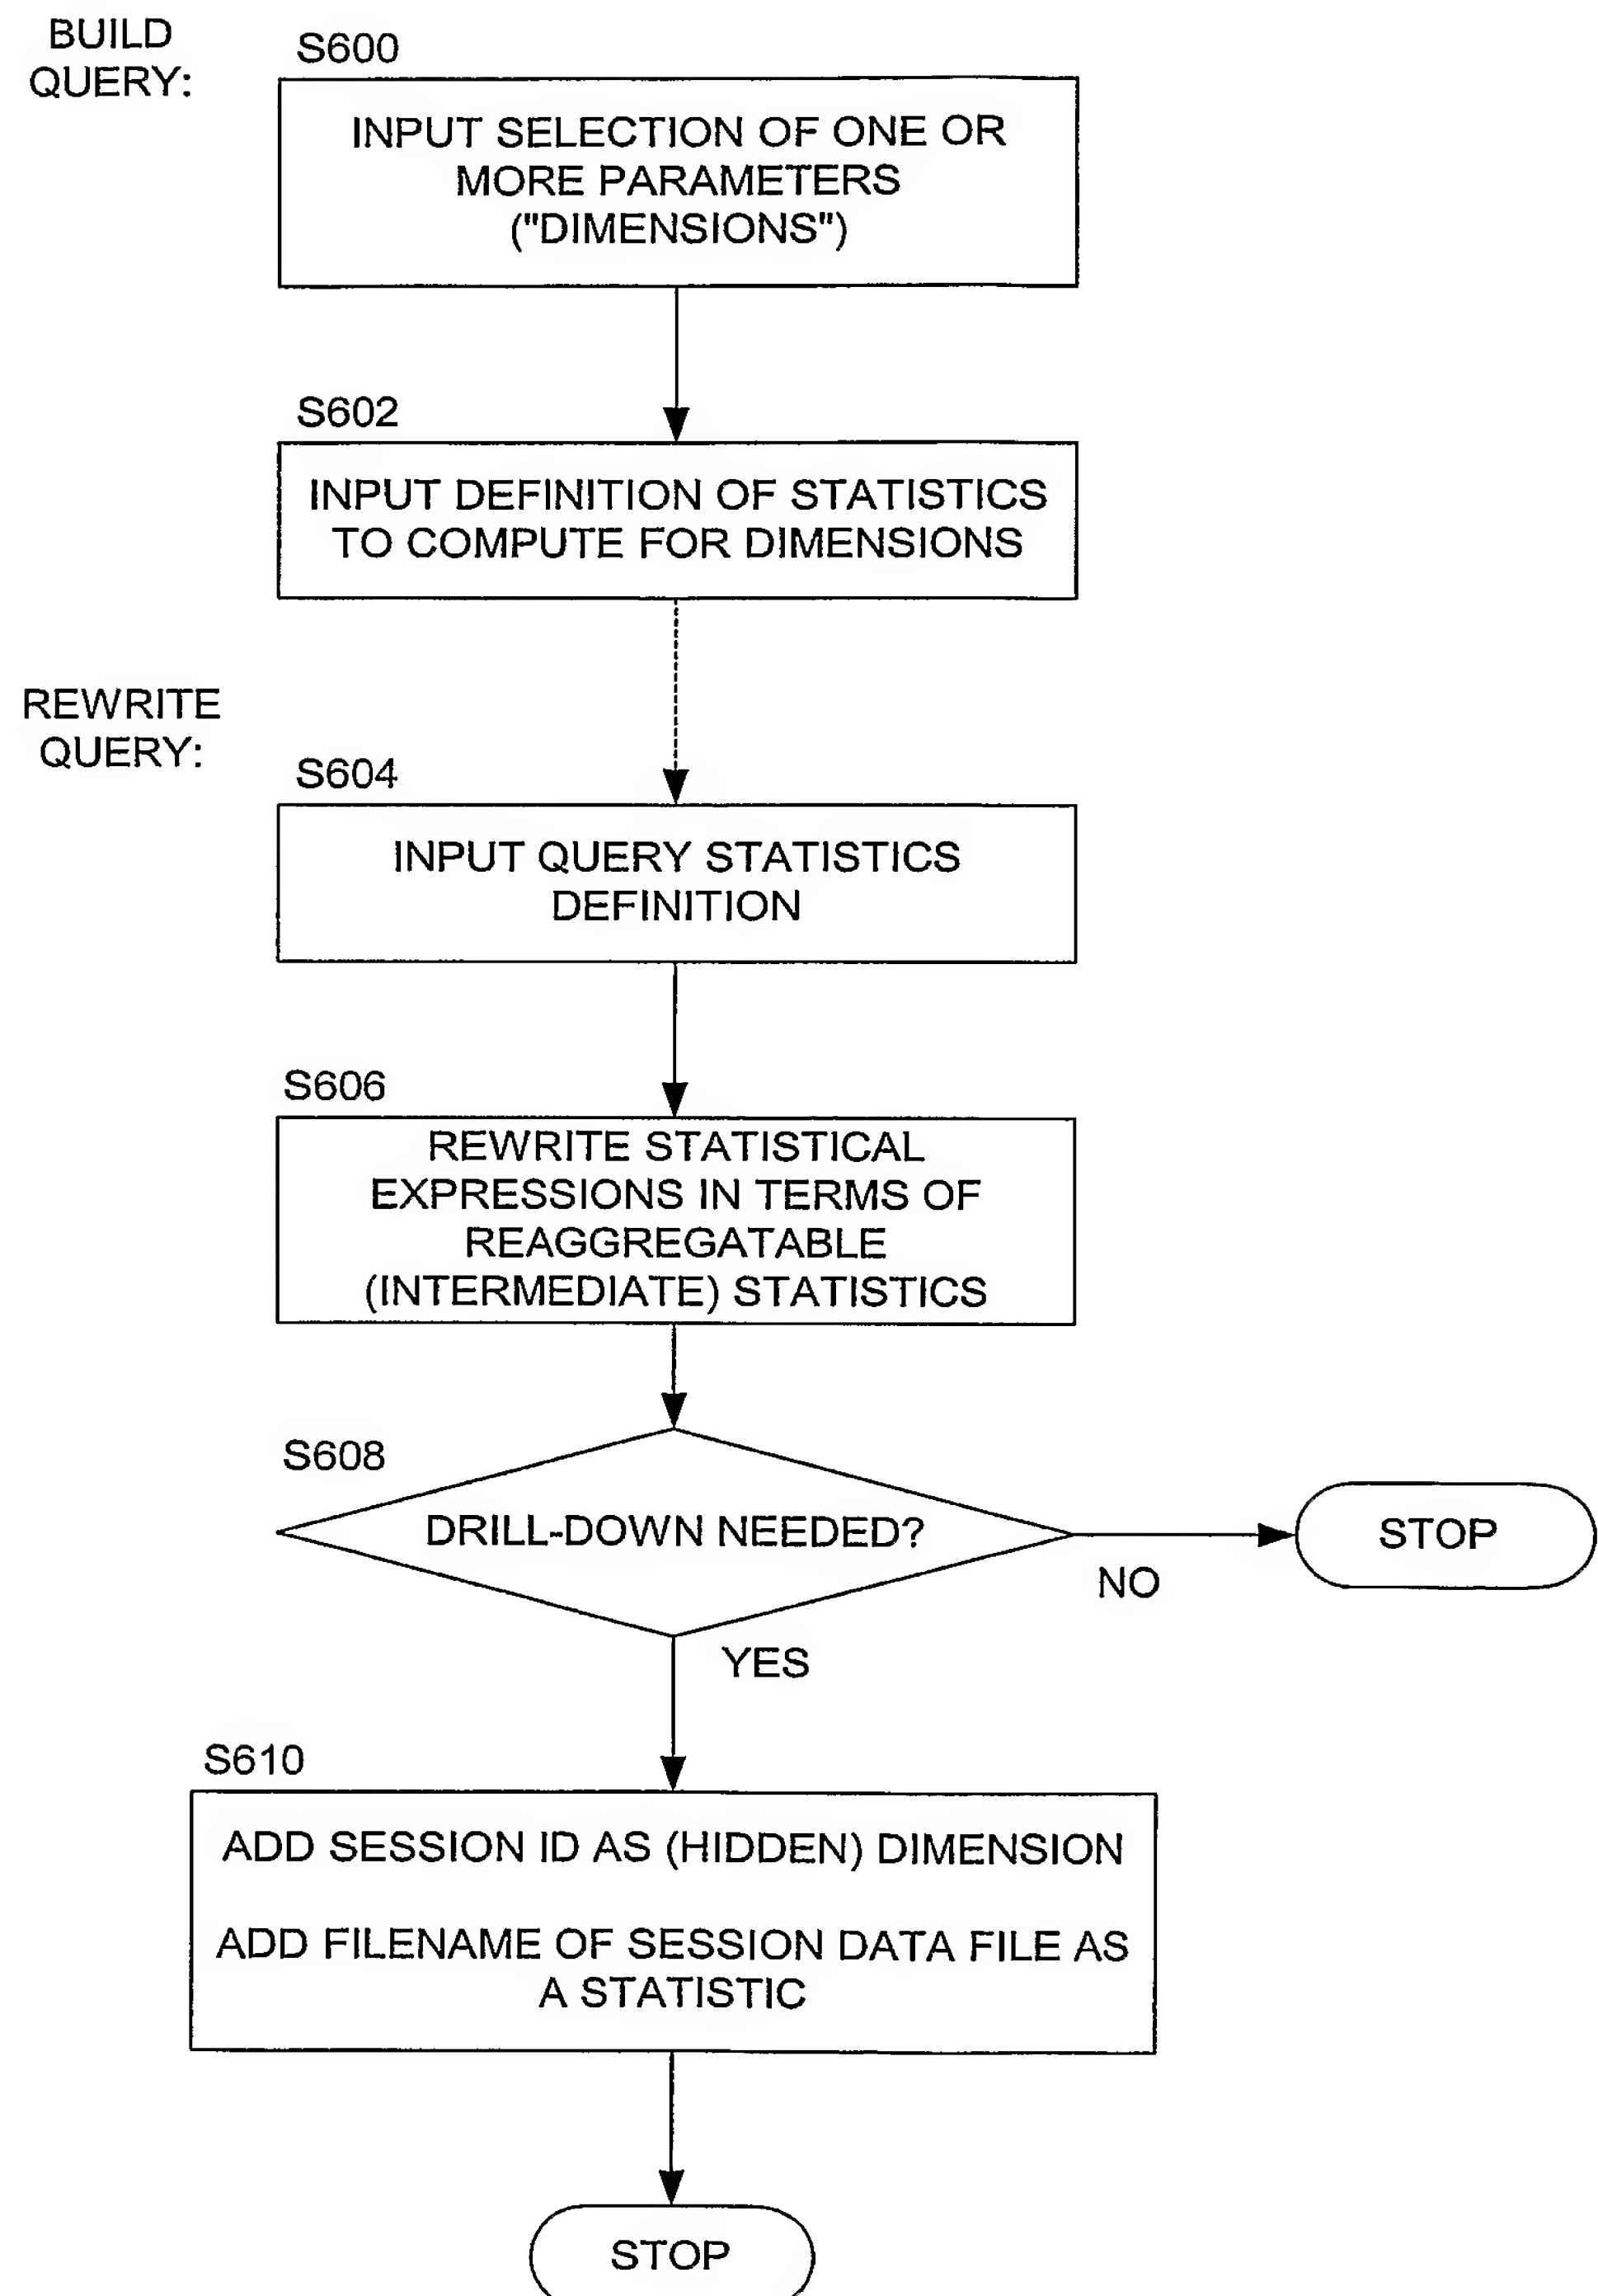 BUILD
QUERY:
S600
INPUT SELECTION OF ONE OR
MORE PARAMETERS
("DIMENSIONS")
S602
INPUT DEFINITION OF STATISTICS
TO COMPUTE FOR DIMENSIONS
REWRITE
QUERY:
S604
INPUT QUERY STATISTICS
DEFINITION
S606
REWRITE STATISTICAL
EXPRESSIONS IN TERMS OF
REAGGREGATABLE
(INTERMEDIATE) STATISTICS
S608
DRILL-DOWN NEEDED?
STOP
NO
YES
S610
ADD SESSION ID AS (HIDDEN) DIMENSION
ADD FILENAME OF SESSION DATA FILE AS
A STATISTIC
STOP